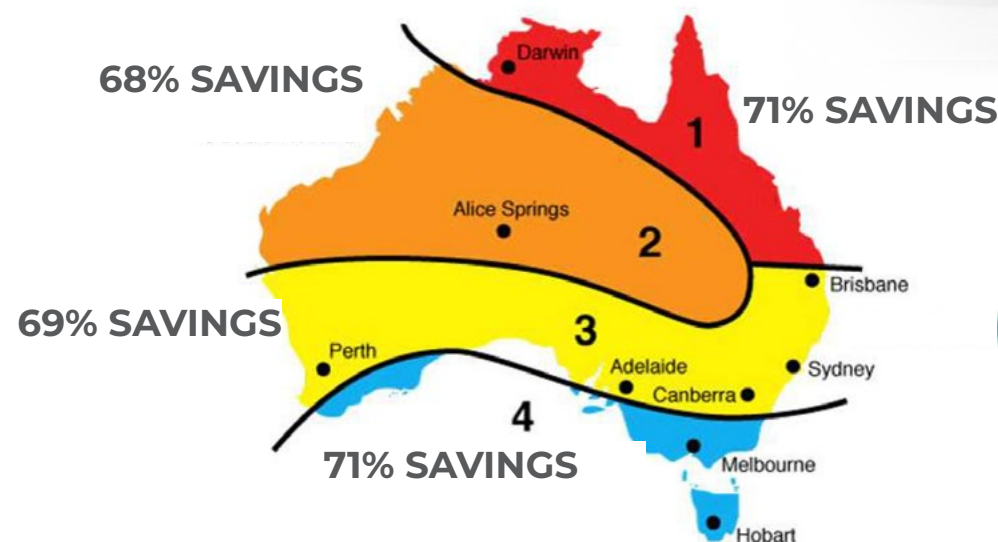 Darwin
68% SAVINGS
71% SAVINGS
1
Alice Springs
2
Brisbane
69% SAVINGS
3
Perth
Adelaide
Sydney
Canberra
4
71% SAVINGS
Melbourne
Hobart